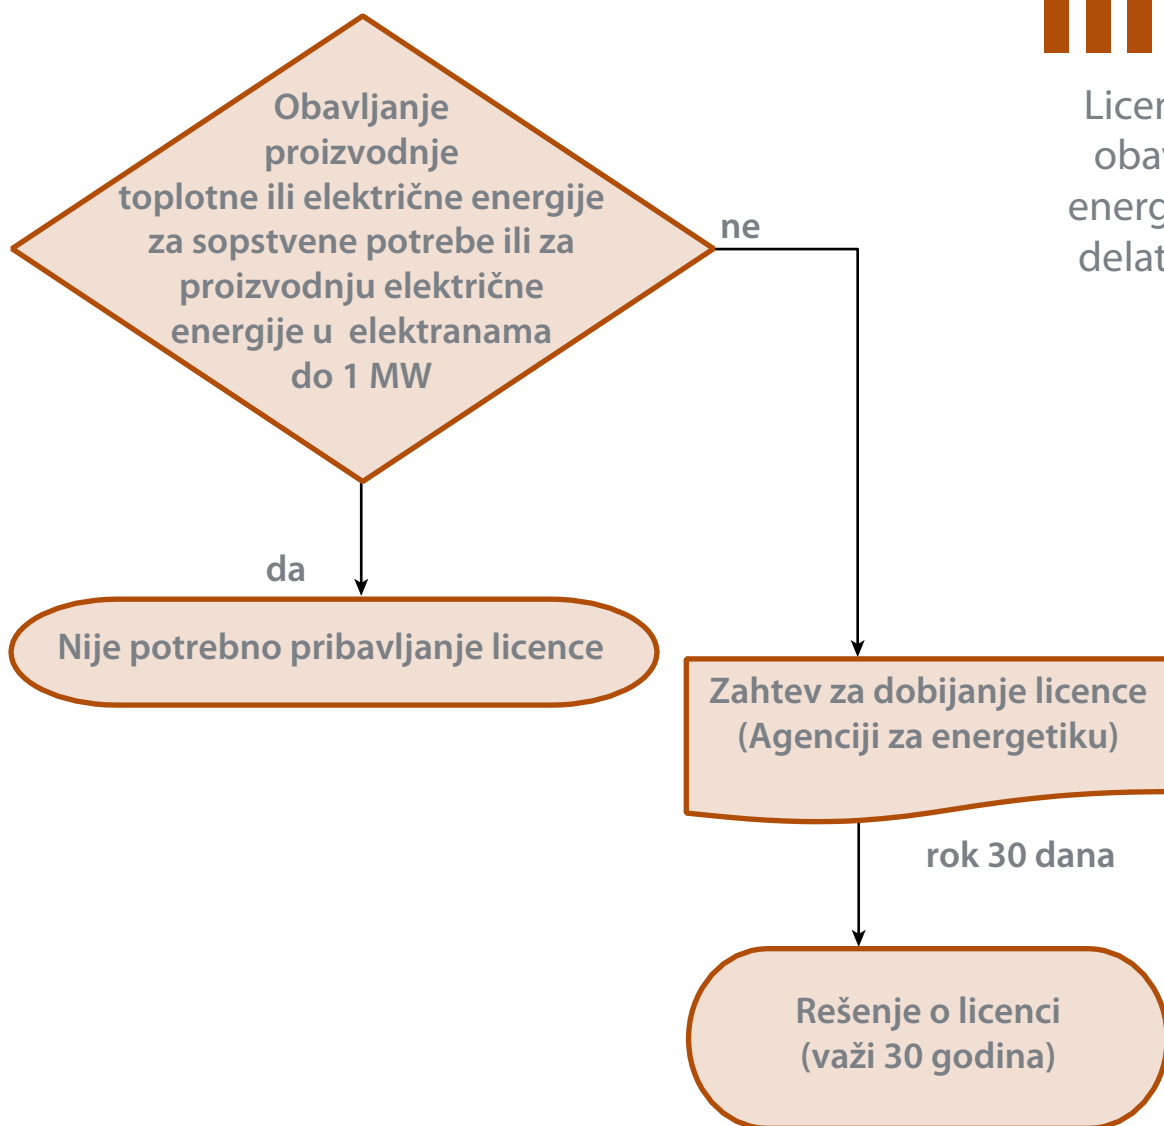 Obavljanje
proizvodnje
toplotne ili električne energije
za sopstvene potrebe ili za
proizvodnju električne
energije u elektranama
do 1 MW
ne
da
Nije potrebno pribavljanje licence
Zahtev za dobijanje licence
(Agenciji za energetiku)
rok 30 dana
Rešenje o licenci
(važi 30 godina)